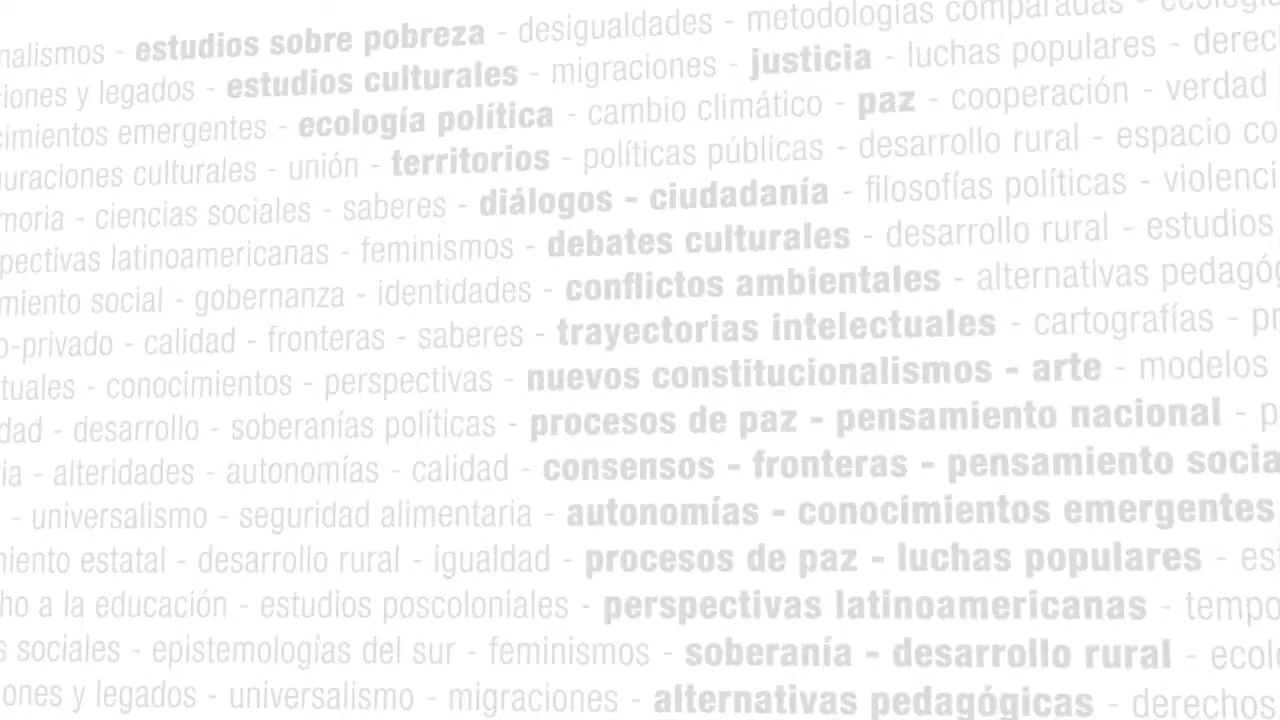 nalismos - estudios sobre pobreza - desigualdades - metodologías comparadas - ecología
iones y legados - estudios culturales - migraciones - justicia - luchas populares - derec
cimientos emergentes - ecología política - cambio climático - paz - cooperación - verdad
uraciones culturales - unión - territorios - políticas públicas - desarrollo rural - espacio co
moria - ciencias sociales - saberes - diálogos - ciudadanía - filosofías políticas - violenci
pectivas latinoamericanas - feminismos - debates culturales - desarrollo rural - estudios
miento social - gobernanza - identidades - conflictos ambientales - alternativas pedagóg
o-privado - calidad - fronteras - saberes - trayectorias intelectuales - cartografías - pr
tuales - conocimientos - perspectivas - nuevos constitucionalismos - arte - modelos
dad - desarrollo - soberanías políticas - procesos de paz - pensamiento nacional - p
ia - alteridades - autonomías - calidad - consensos - fronteras - pensamiento socia
- universalismo - seguridad alimentaria - autonomías - conocimientos emergentes
niento estatal - desarrollo rural - igualdad - procesos de paz - luchas populares - es
ho a la educación - estudios poscoloníales - perspectivas latinoamericanas - tempo
s sociales - epistemologías del sur - feminismos - soberanía - desarrollo rural - ecol
ones y legados - universalismo - migraciones - alternativas pedagógicas - derechos